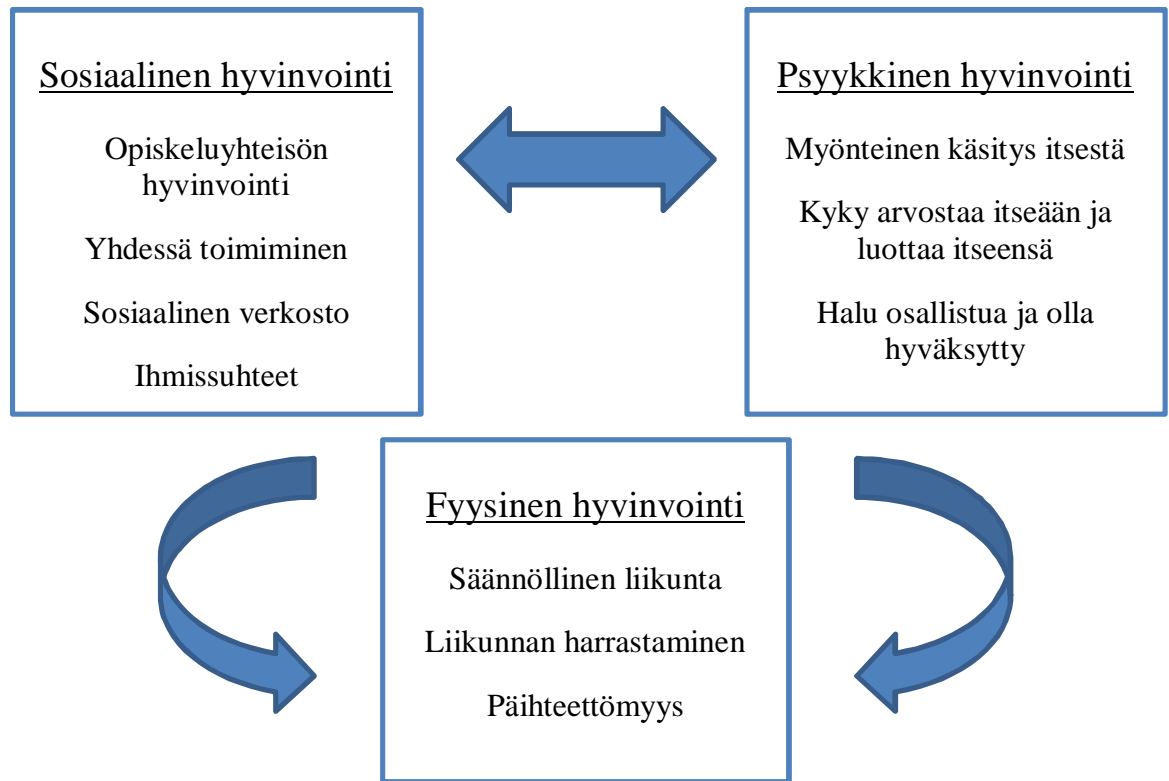 Sosiaalinen hyvinvointi
Opiskeluyhteisön
hyvinvointi
Yhdessä toimiminen
Sosiaalinen verkosto
Ihmissuhteet
Psyykkinen hyvinvointi
Myönteinen käsitys itsestä
Kyky arvostaa itseään ja
luottaa itseensä
Halu osallistua ja olla
hyväksytty
Fyysinen hyvinvointi
Säännöllinen liikunta
Liikunnan harrastaminen
Päihteettömyys